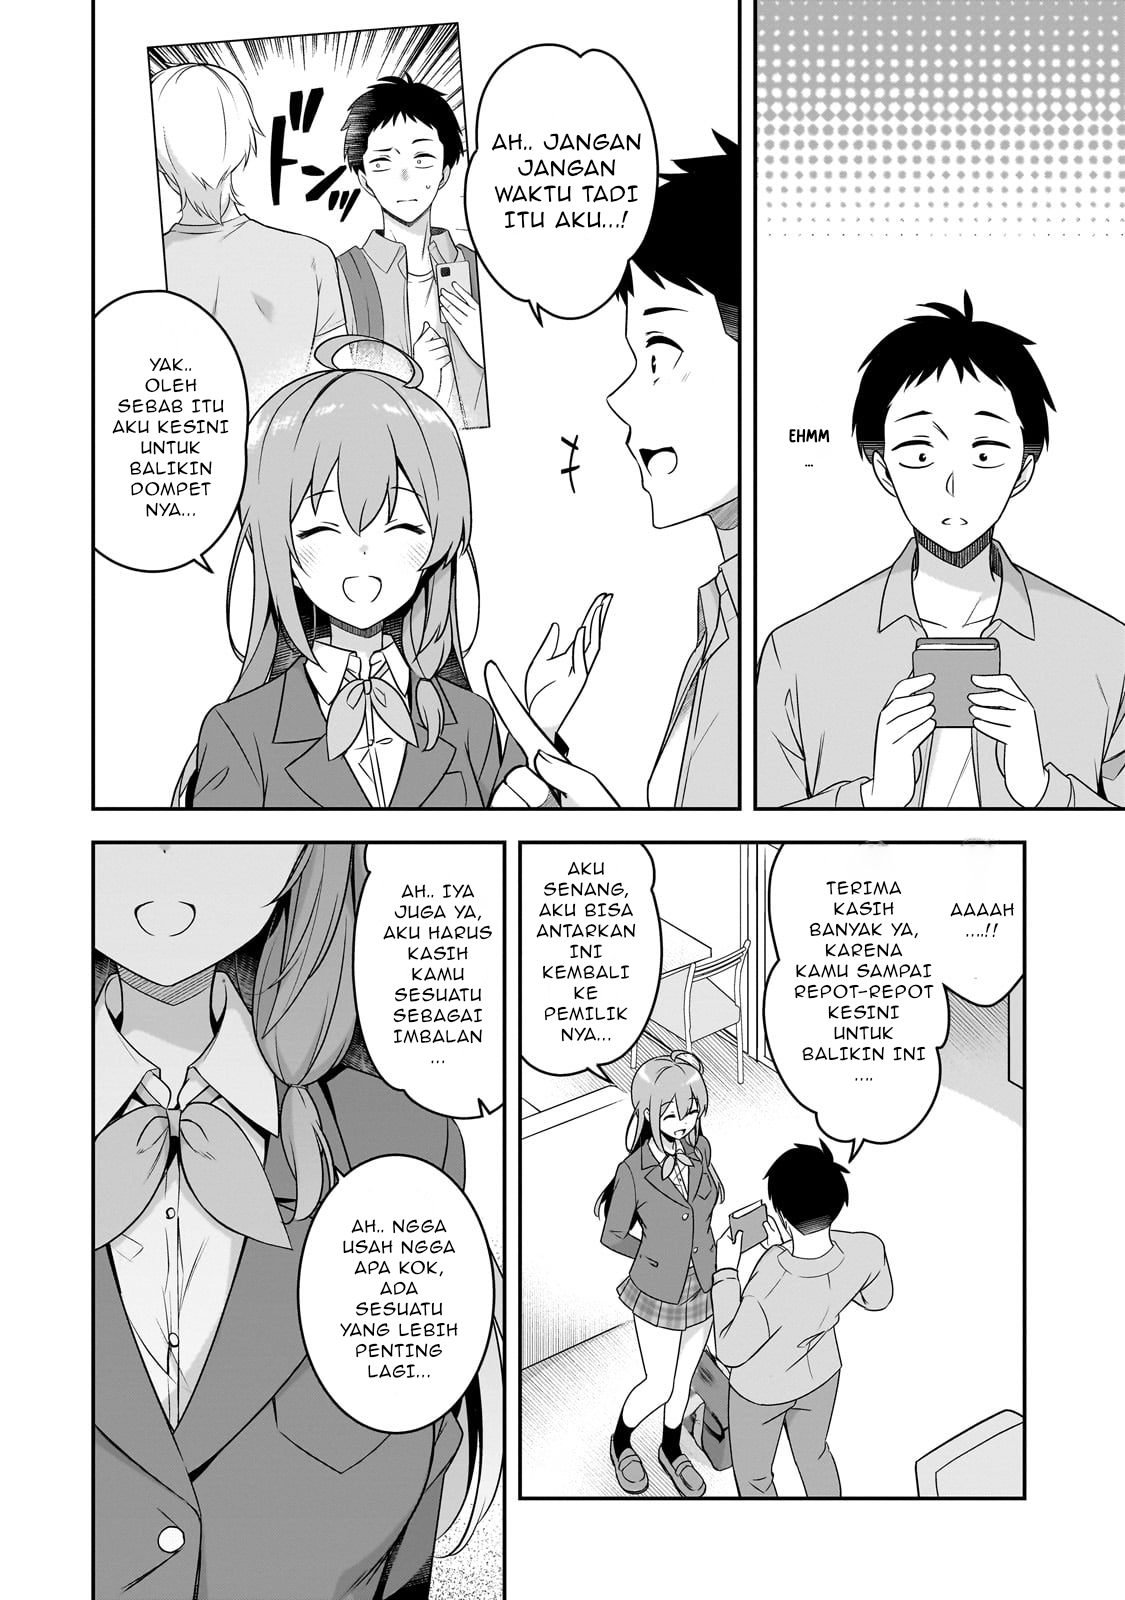 EHMM
...
AH.. JANGAN
JANGAN
WAKTU TADI
ITU AKU...!
ドンッ
YAK..
OLEH
SEBAB ITU
AKU KESINI
UNTUK
BALIKIN
DOMPET
NYA...
AAAAH
....!!
TERIMA
KASIH
BANYAK YA,
KARENA
KAMU SAMPAI
REPOT-REPOT
KESINI
UNTUK
BALIKIN INI
....
AKU
SENANG,
AKU BISA
ANTARKAN
INI
KEMBALI
KE
PEMILIK
NYA...
AH.. IYA
JUGA YA,
AKU HARUS
KASIH
KAMU
SESUATU
SEBAGAI
IMBALAN
...
AH.. NGGA
USAH NGGA
APA KOK,
ADA
SESUATU
YANG LEBIH
PENTING
LAGI...